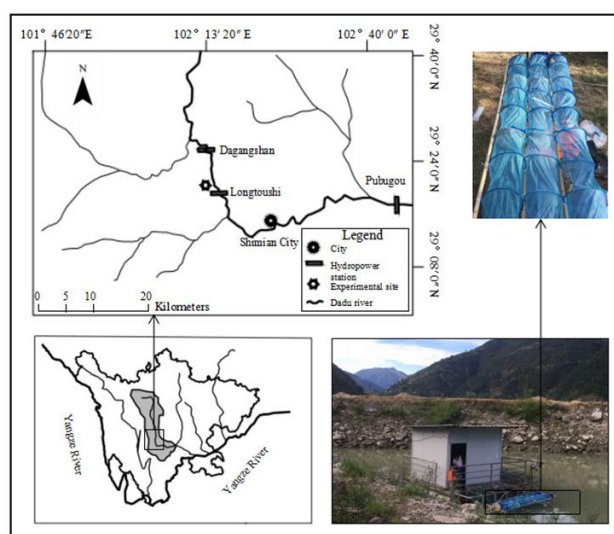 101° 46′20″E
102° 13′20″E
102° 40′ 0″E
29° 40′0″N
N
Dagangshan
29° 24′0″N
Longtoushi
Pubugou
Shimian City
Legend
City
Hydropower
station
Experimental site
Dadu river
29° 08′0″N
0 5 10 20
Kilometers
Yangze River
Yangze River